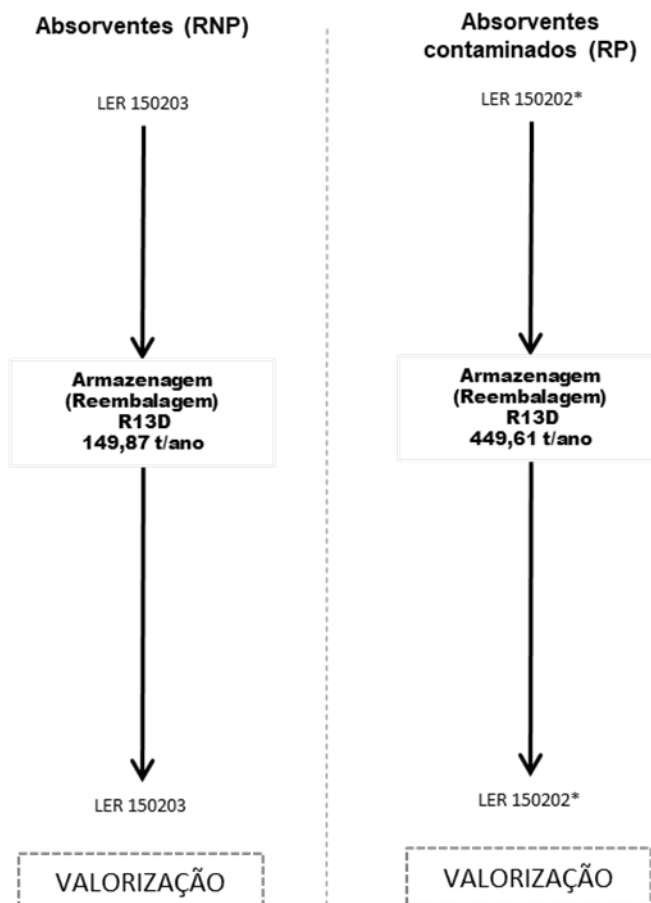 Absorventes (RNP)
LER 150203
Armazenagem
(Reembalagem)
R13D
149,87 t/ano
LER 150203
VALORIZAÇÃO
Absorventes
contaminados (RP)
LER 150202*
Armazenagem
(Reembalagem)
R13D
449,61 t/ano
LER 150202*
VALORIZAÇÃO